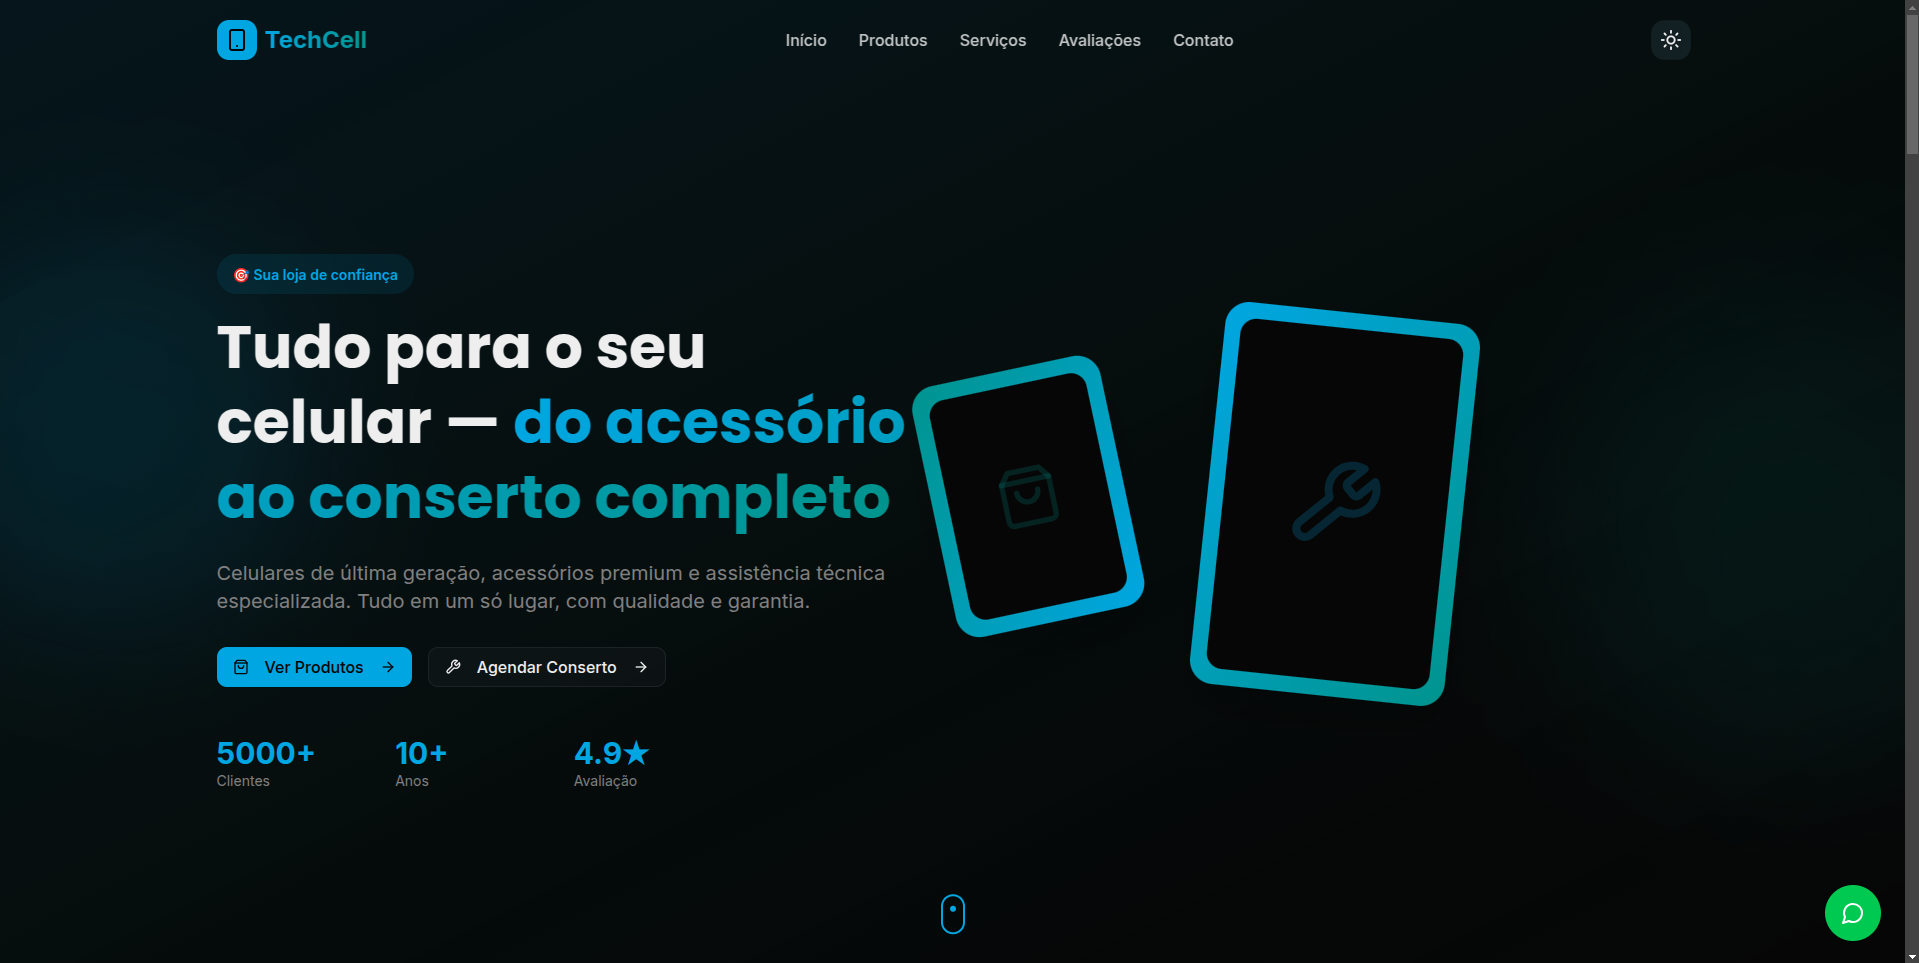 TechCell
Início
Produtos
Serviços
Avaliações
Contato
🎯 Sua loja de confiança
Tudo para o seu
celular — do acessório
ao conserto completo
Celulares de última geração, acessórios premium e assistência técnica
especializada. Tudo em um só lugar, com qualidade e garantia.
Ver Produtos →
Agendar Conserto →
5000+
Clientes
10+
Anos
4.9★
Avaliação